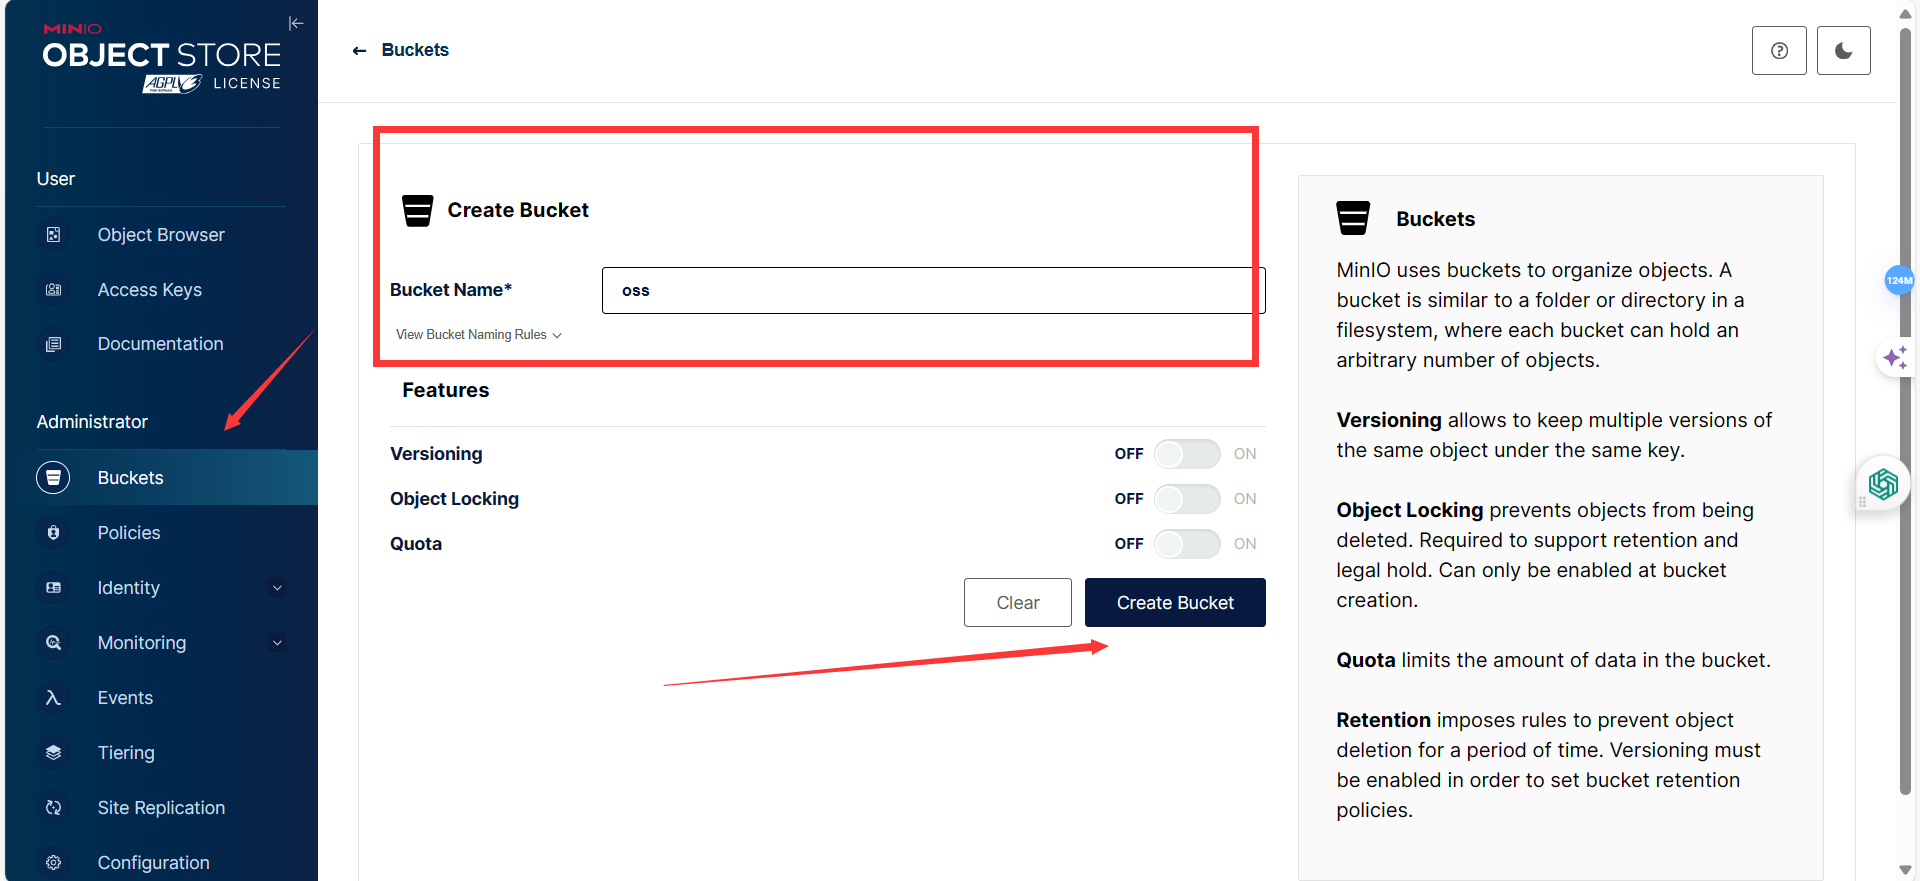 MINIO
OBJECT STORE
AGPLV3 LICENSE
User
Object Browser
Access Keys
Documentation
Administrator
Buckets
Policies
Identity
Monitoring
Events
Tiering
Site Replication
Configuration
Buckets
Create Bucket
Bucket Name*
oss
View Bucket Naming Rules
Features
Versioning
OFF ON
Object Locking
OFF ON
Quota
OFF ON
Clear
Create Bucket
Buckets
MinIO uses buckets to organize objects. A
bucket is similar to a folder or directory in a
filesystem, where each bucket can hold an
arbitrary number of objects.
Versioning allows to keep multiple versions of
the same object under the same key.
Object Locking prevents objects from being
deleted. Required to support retention and
legal hold. Can only be enabled at bucket
creation.
Quota limits the amount of data in the bucket.
Retention imposes rules to prevent object
deletion for a period of time. Versioning must
be enabled in order to set bucket retention
policies.
124M